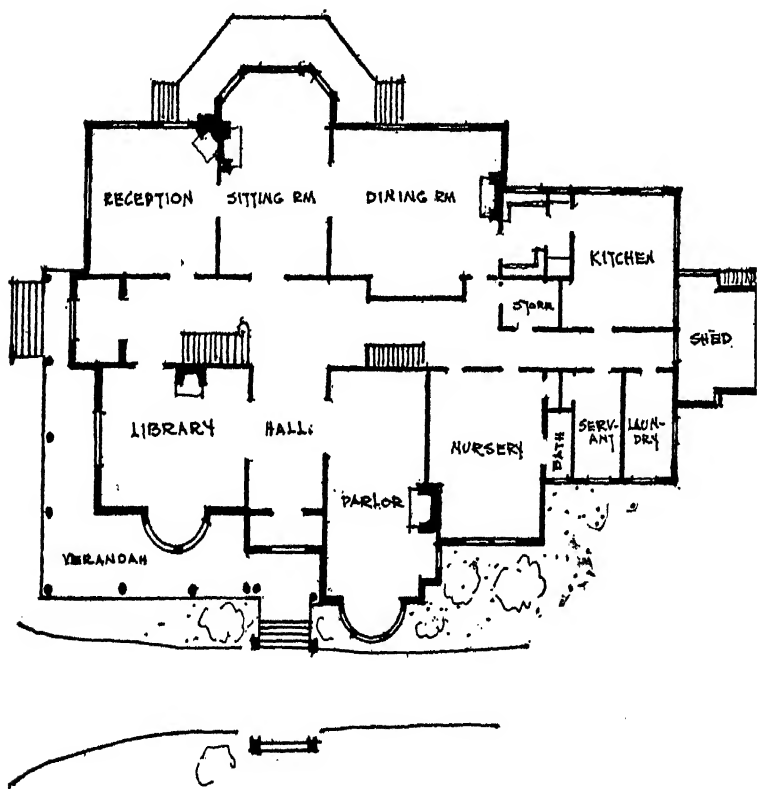 RECEPTION
SITTING RM
DINING RM
KITCHEN
STORR
SHED
LIBRARY
HALL
NURSERY
BATH
SERV-
ANT
LAUN-
DRY
PARLOR
VERANDAH